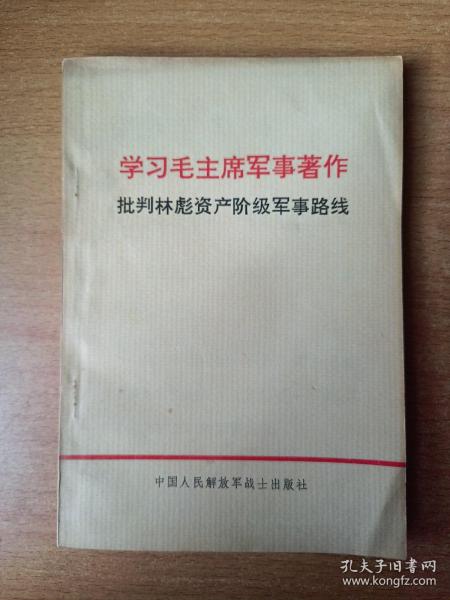 学习毛主席军事著作
批判林彪资产阶级军事路线
中国人民解放军战士出版社
孔夫子旧书网
www.kongfz.com